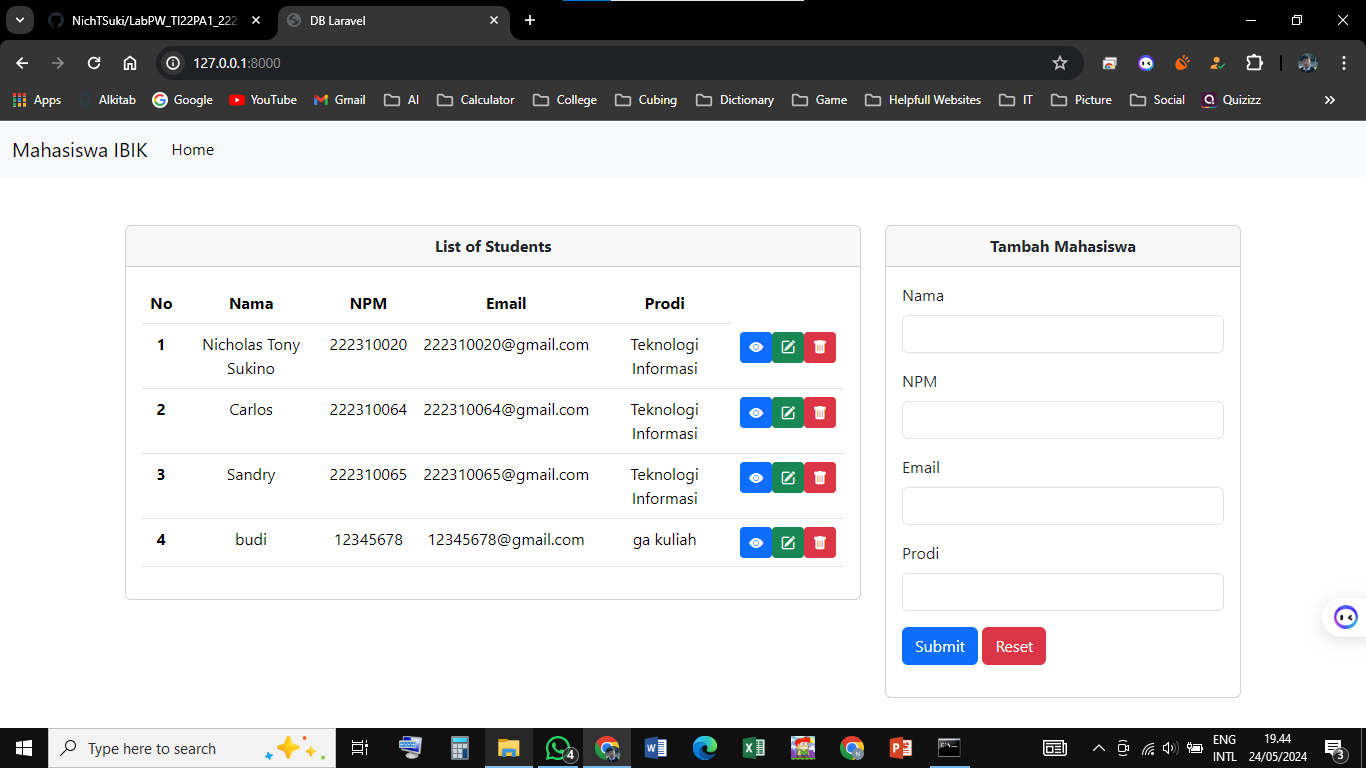 NichTSuki/LabPW_TI22PA1_222
DB Laravel
127.0.0.1:8000
Apps
Alkitab
Google
YouTube
Gmail
AI
Calculator
College
Cubing
Dictionary
Game
Helpfull Websites
IT
Picture
Social
Quizizz
Mahasiswa IBIK
Home
List of Students
No Nama NPM Email Prodi
1 Nicholas Tony 222310020 222310020@gmail.com Teknologi
Sukino Informasi
2 Carlos 222310064 222310064@gmail.com Teknologi
Informasi
3 Sandry 222310065 222310065@gmail.com Teknologi
Informasi
4 budi 12345678 12345678@gmail.com ga kuliah
Tambah Mahasiswa
Nama
NPM
Email
Prodi
Submit Reset
Type here to search
4
ENG
INTL
19.44
24/05/2024
3